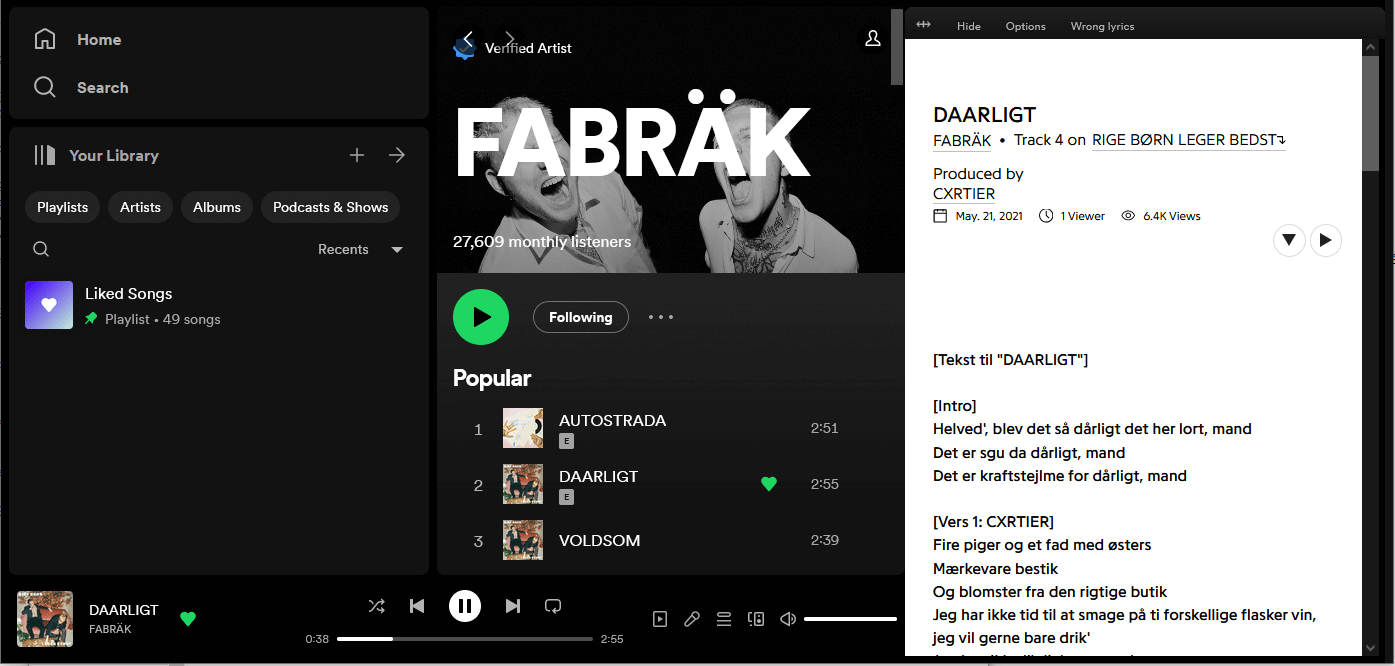 Home
Search
Your Library
Playlists
Artists
Albums
Podcasts & Shows
Recents
Liked Songs
Playlist • 49 songs
Verified Artist
FABRÄK
27,609 monthly listeners
Following
Popular
1
AUTOSTRADA
E
2:51
2
DAARLIGT
E
2:55
3
VOLDSOM
2:39
Hide
Options
Wrong lyrics
DAARLIGT
FABRÄK • Track 4 on RIGE BØRN LEGER BEDST
Produced by
CXRTIER
May. 21, 2021 1 Viewer 6.4K Views
[Tekst til "DAARLIGT"]
[Intro]
Helved', blev det så dårligt det her lort, mand
Det er sgu da dårligt, mand
Det er kraftstejlme for dårligt, mand
[Vers 1: CXRTIER]
Fire piger og et fad med østers
Mærkevare bestik
Og blomster fra den rigtige butik
Jeg har ikke tid til at smage på ti forskellige flasker vin,
jeg vil gerne bare drik'
DAARLIGT
FABRÄK
0:38
2:55